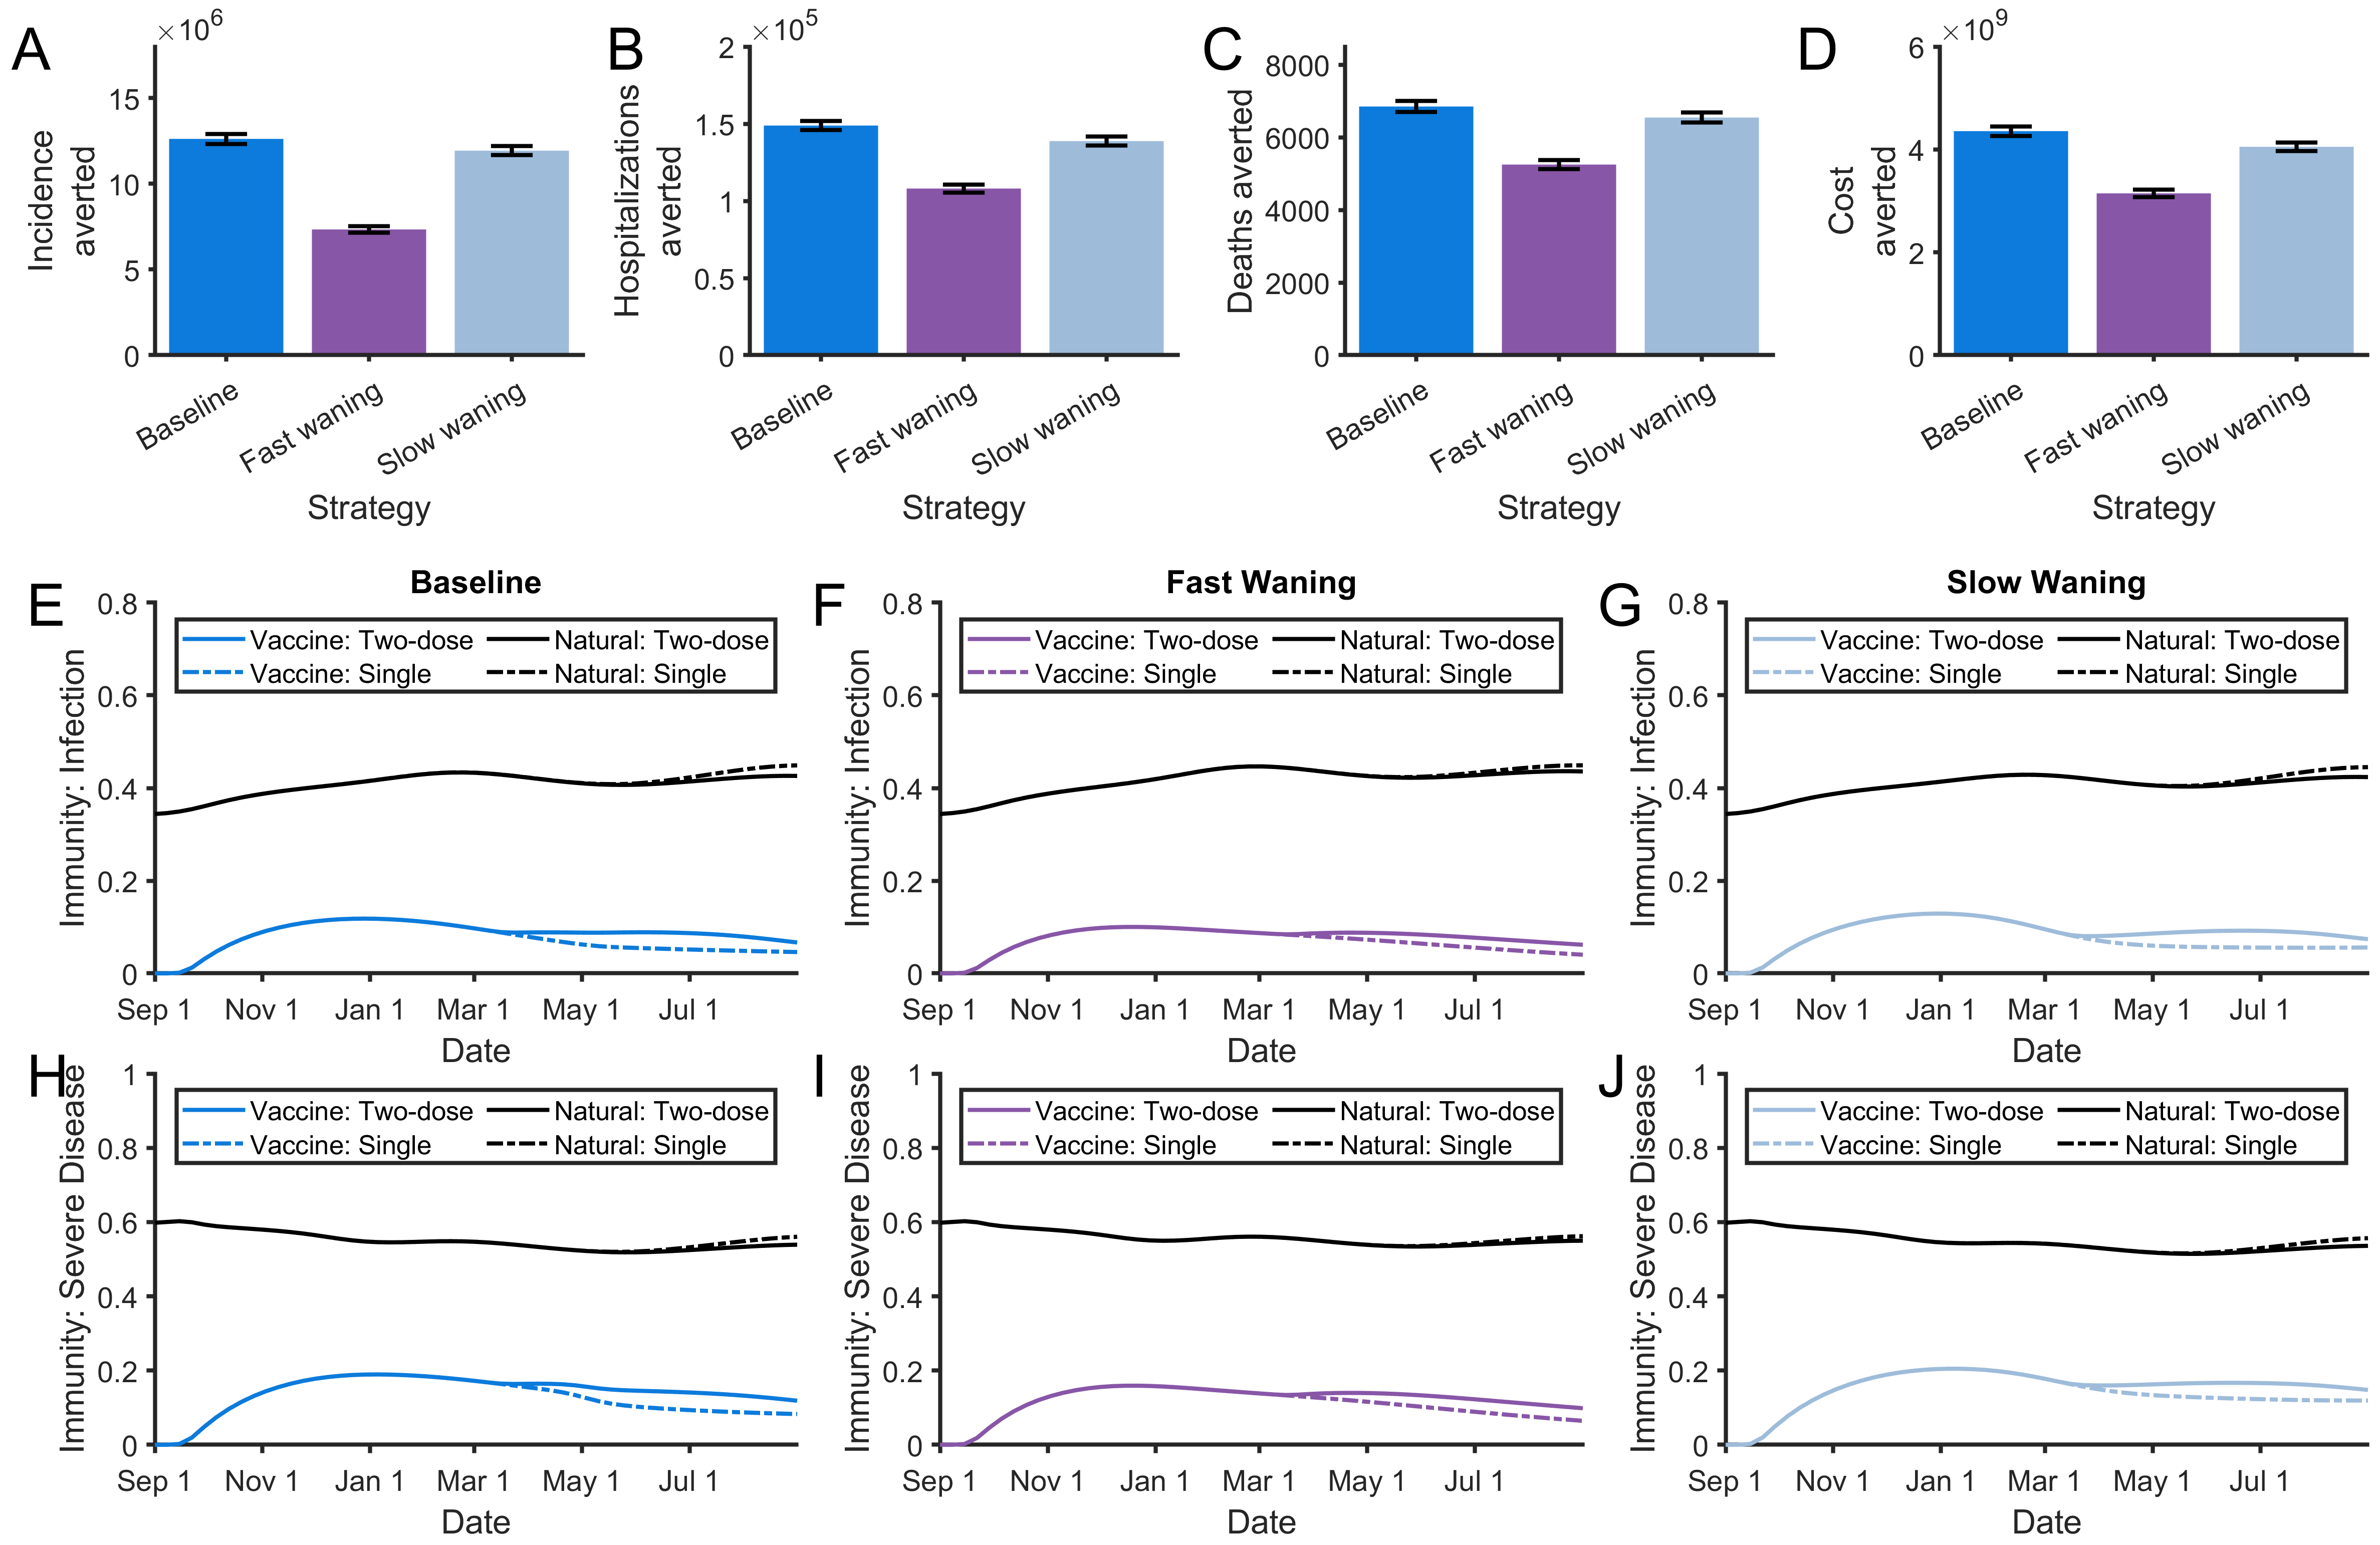 A
×10^6
Incidence
averted
15
10
5
0
Baseline
Fast waning
Slow waning
Strategy
B
×10^5
Hospitalizations
averted
2
1.5
1
0.5
0
Baseline
Fast waning
Slow waning
Strategy
C
Deaths averted
8000
6000
4000
2000
0
Baseline
Fast waning
Slow waning
Strategy
D
×10^9
Cost
averted
6
4
2
0
Baseline
Fast waning
Slow waning
Strategy
E
Baseline
Immunity: Infection
0.8
0.6
0.4
0.2
0
Vaccine: Two-dose
Natural: Two-dose
Vaccine: Single
Natural: Single
Sep 1
Nov 1
Jan 1
Mar 1
May 1
Jul 1
Date
F
Fast Waning
Immunity: Infection
0.8
0.6
0.4
0.2
0
Vaccine: Two-dose
Natural: Two-dose
Vaccine: Single
Natural: Single
Sep 1
Nov 1
Jan 1
Mar 1
May 1
Jul 1
Date
G
Slow Waning
Immunity: Infection
0.8
0.6
0.4
0.2
0
Vaccine: Two-dose
Natural: Two-dose
Vaccine: Single
Natural: Single
Sep 1
Nov 1
Jan 1
Mar 1
May 1
Jul 1
Date
H
Immunity: Severe Disease
1
0.8
0.6
0.4
0.2
0
Vaccine: Two-dose
Natural: Two-dose
Vaccine: Single
Natural: Single
Sep 1
Nov 1
Jan 1
Mar 1
May 1
Jul 1
Date
I
Immunity: Severe Disease
1
0.8
0.6
0.4
0.2
0
Vaccine: Two-dose
Natural: Two-dose
Vaccine: Single
Natural: Single
Sep 1
Nov 1
Jan 1
Mar 1
May 1
Jul 1
Date
J
Immunity: Severe Disease
1
0.8
0.6
0.4
0.2
0
Vaccine: Two-dose
Natural: Two-dose
Vaccine: Single
Natural: Single
Sep 1
Nov 1
Jan 1
Mar 1
May 1
Jul 1
Date